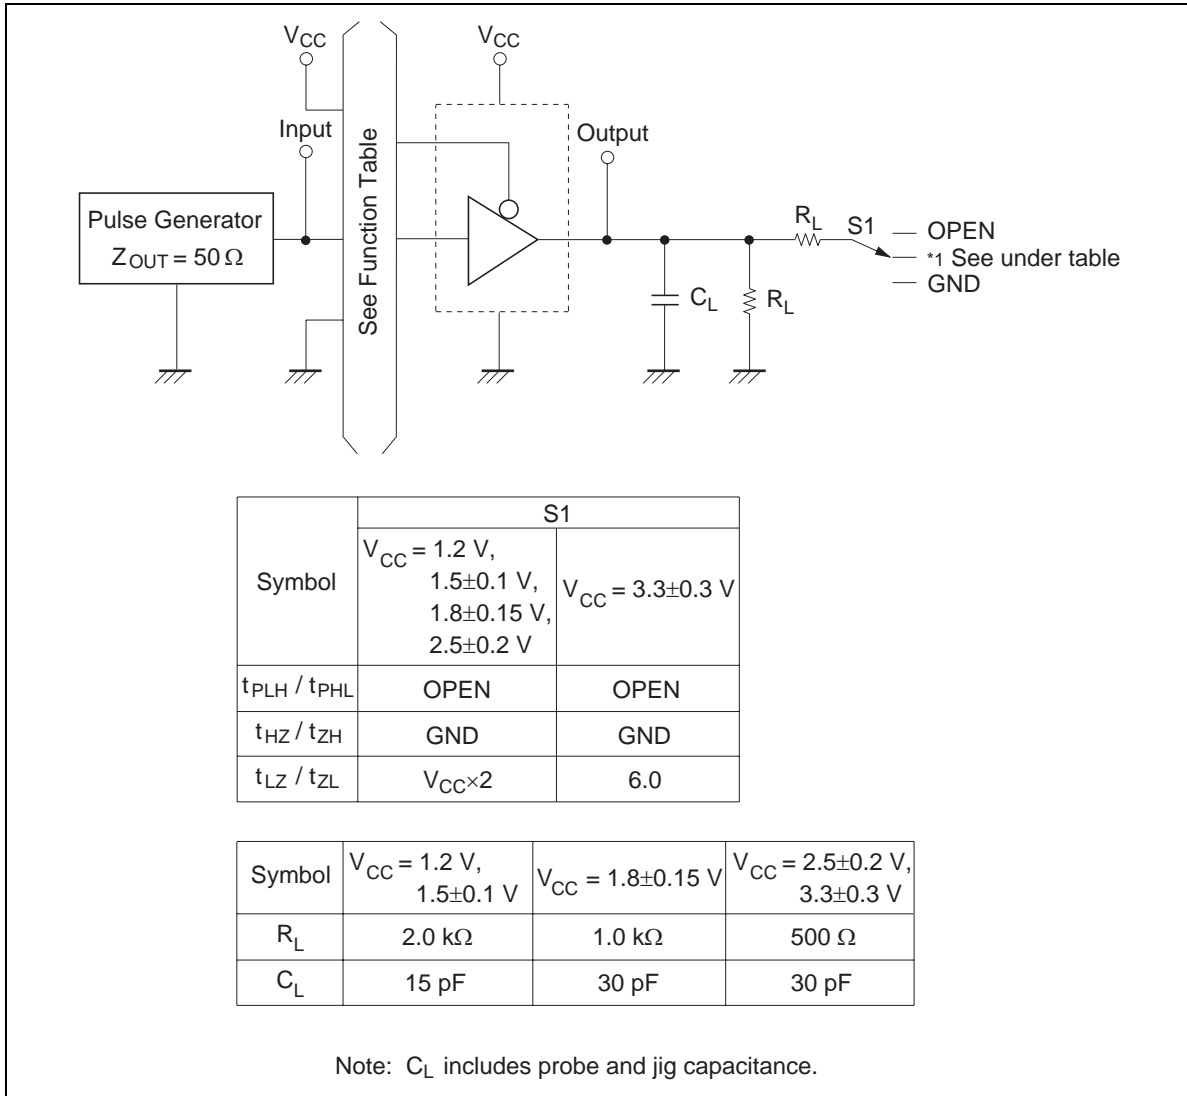 VCC
VCC
Input
Output
Pulse Generator
ZOUT = 50 Ω
See Function Table
RL
S1
OPEN
*1 See under table
GND
CL
RL
Symbol
S1
VCC = 1.2 V,
1.5±0.1 V,
1.8±0.15 V,
2.5±0.2 V
VCC = 3.3±0.3 V
tPLH / tPHL OPEN OPEN
tHZ / tZH GND GND
tLZ / tZL VCC×2 6.0
Symbol
VCC = 1.2 V,
1.5±0.1 V
VCC = 1.8±0.15 V
VCC = 2.5±0.2 V,
3.3±0.3 V
RL 2.0 kΩ 1.0 kΩ 500 Ω
CL 15 pF 30 pF 30 pF
Note: CL includes probe and jig capacitance.